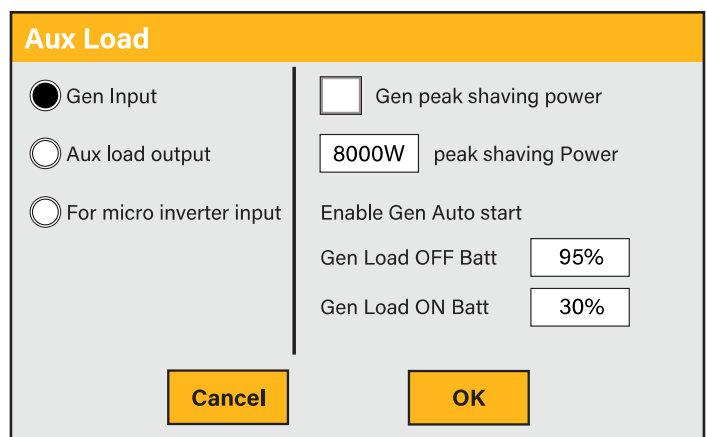 Aux Load
Gen Input
Aux load output
For micro inverter input
Gen peak shaving power
8000W peak shaving Power
Enable Gen Auto start
Gen Load OFF Batt 95%
Gen Load ON Batt 30%
Cancel
OK